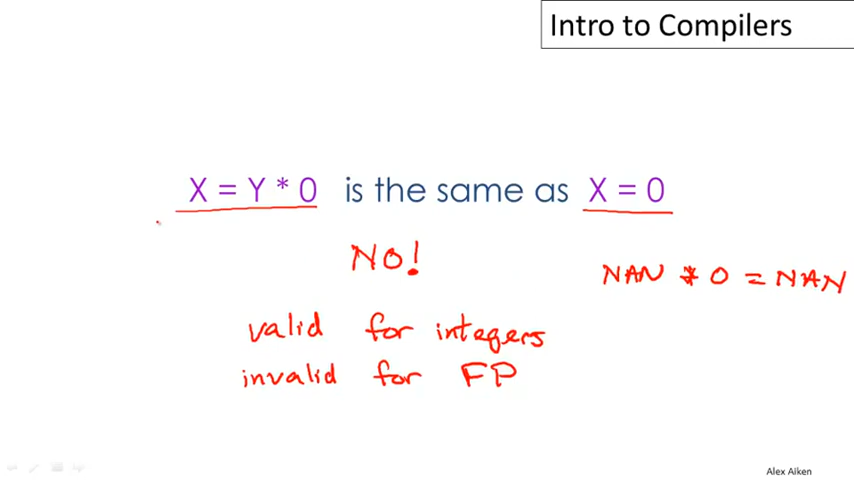 Intro to Compilers
X = Y * 0 is the same as X = 0
NO!
NAN * 0 = NAN
valid for integers
invalid for FP
Alex Aiken